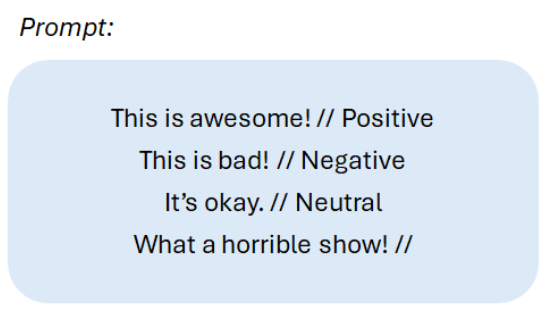 Prompt:
This is awesome! // Positive
This is bad! // Negative
It’s okay. // Neutral
What a horrible show! //